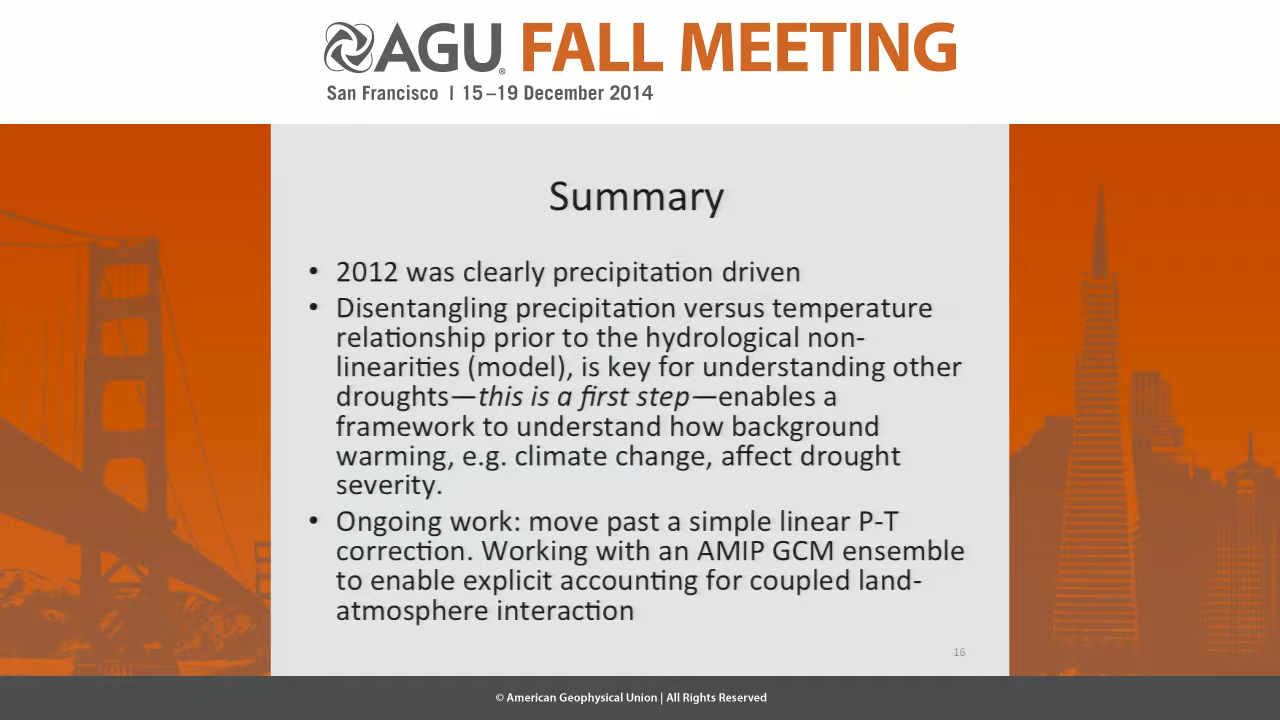 AGU FALL MEETING
San Francisco | 15–19 December 2014
Summary
• 2012 was clearly precipitation driven
• Disentangling precipitation versus temperature
relationship prior to the hydrological non-
linearities (model), is key for understanding other
droughts—this is a first step—enables a
framework to understand how background
warming, e.g. climate change, affect drought
severity.
• Ongoing work: move past a simple linear P-T
correction. Working with an AMIP GCM ensemble
to enable explicit accounting for coupled land-
atmosphere interaction
16
© American Geophysical Union | All Rights Reserved